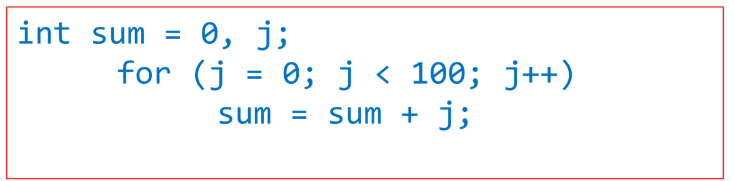 int sum = 0, j;
for (j = 0; j < 100; j++)
sum = sum + j;